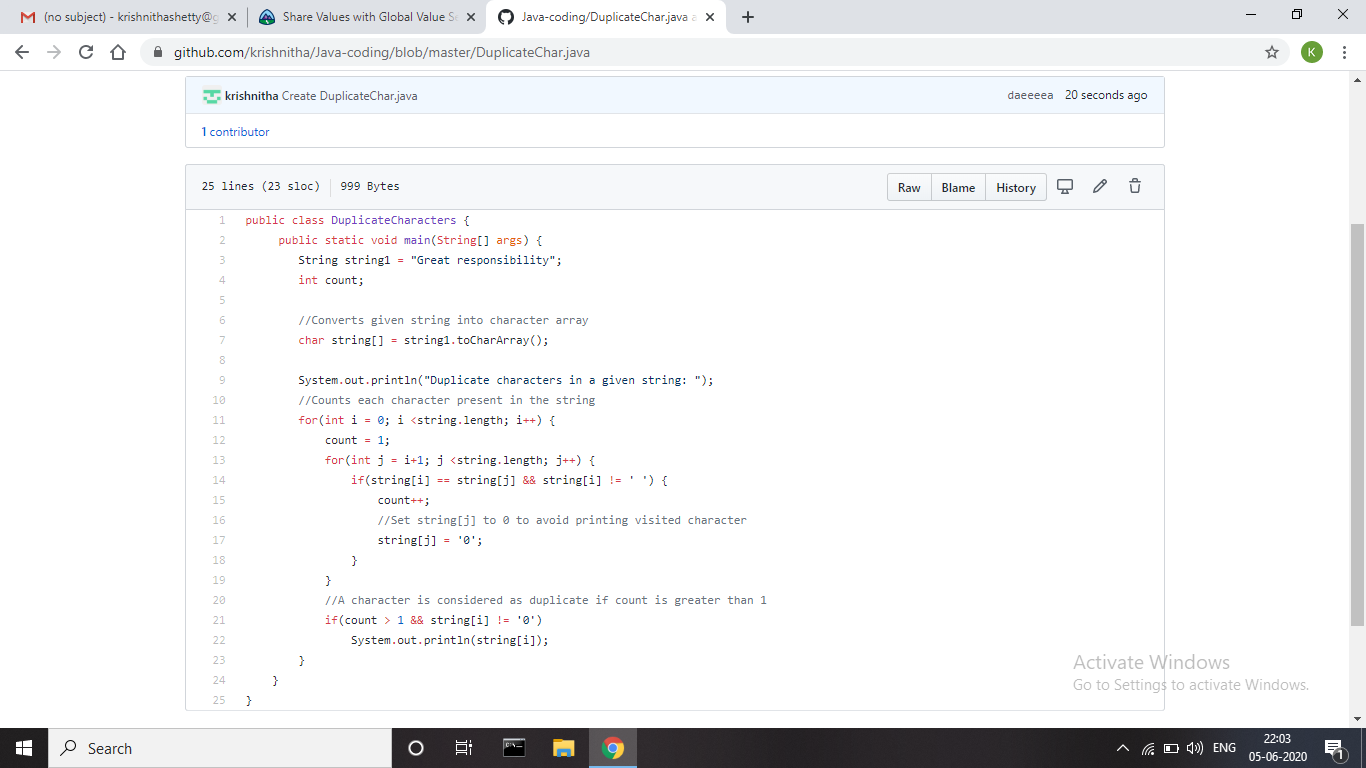 (no subject) - krishnithashetty@g
Share Values with Global Value Se
Java-coding/DuplicateChar.java a
github.com/krishnitha/Java-coding/blob/master/DuplicateChar.java
K
krishnitha Create DuplicateChar.java
daeeeea 20 seconds ago
1 contributor
25 lines (23 sloc) 999 Bytes
Raw Blame History
1 public class DuplicateCharacters {
2 public static void main(String[] args) {
3 String string1 = "Great responsibility";
4 int count;
5
6 //Converts given string into character array
7 char string[] = string1.toCharArray();
8
9 System.out.println("Duplicate characters in a given string: ");
10 //Counts each character present in the string
11 for(int i = 0; i <string.length; i++) {
12 count = 1;
13 for(int j = i+1; j <string.length; j++) {
14 if(string[i] == string[j] && string[i] != ' ') {
15 count++;
16 //Set string[j] to 0 to avoid printing visited character
17 string[j] = '0';
18 }
19 }
20 //A character is considered as duplicate if count is greater than 1
21 if(count > 1 && string[i] != '0')
22 System.out.println(string[i]);
23 }
24 }
25 }
Activate Windows
Go to Settings to activate Windows.
Search
ENG
22:03
05-06-2020
1